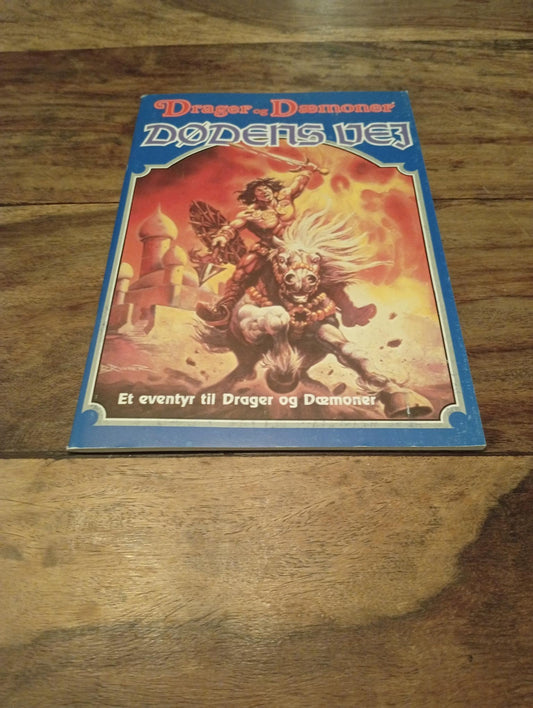 Drager og Dæmoner
DØDENS VEJ
Et eventyr til Drager og Dæmoner